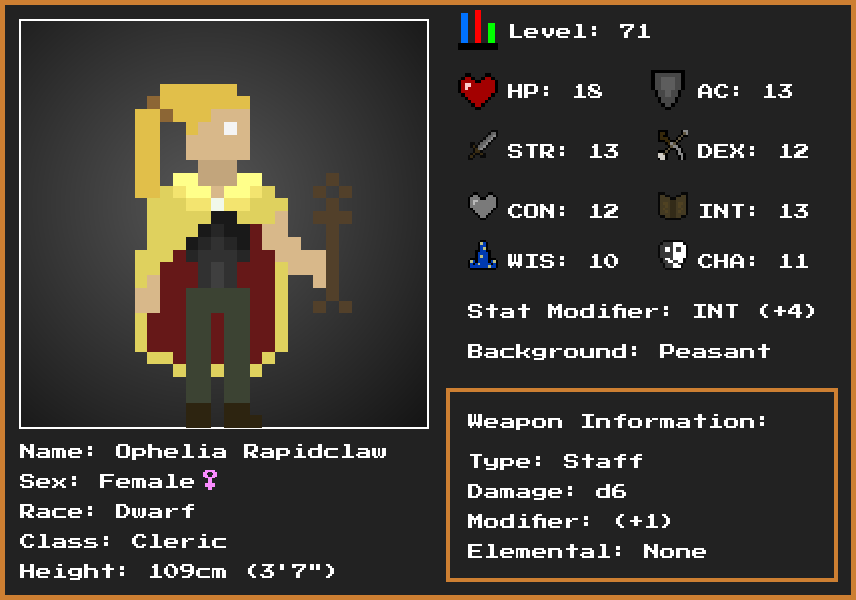 Level: 71
HP: 18
AC: 13
STR: 13
DEX: 12
CON: 12
INT: 13
WIS: 10
CHA: 11
Stat Modifier: INT (+4)
Background: Peasant
Weapon Information:
Type: Staff
Damage: d6
Modifier: (+1)
Elemental: None
Name: Ophelia Rapidclaw
Sex: Female♀
Race: Dwarf
Class: Cleric
Height: 109cm (3'7")